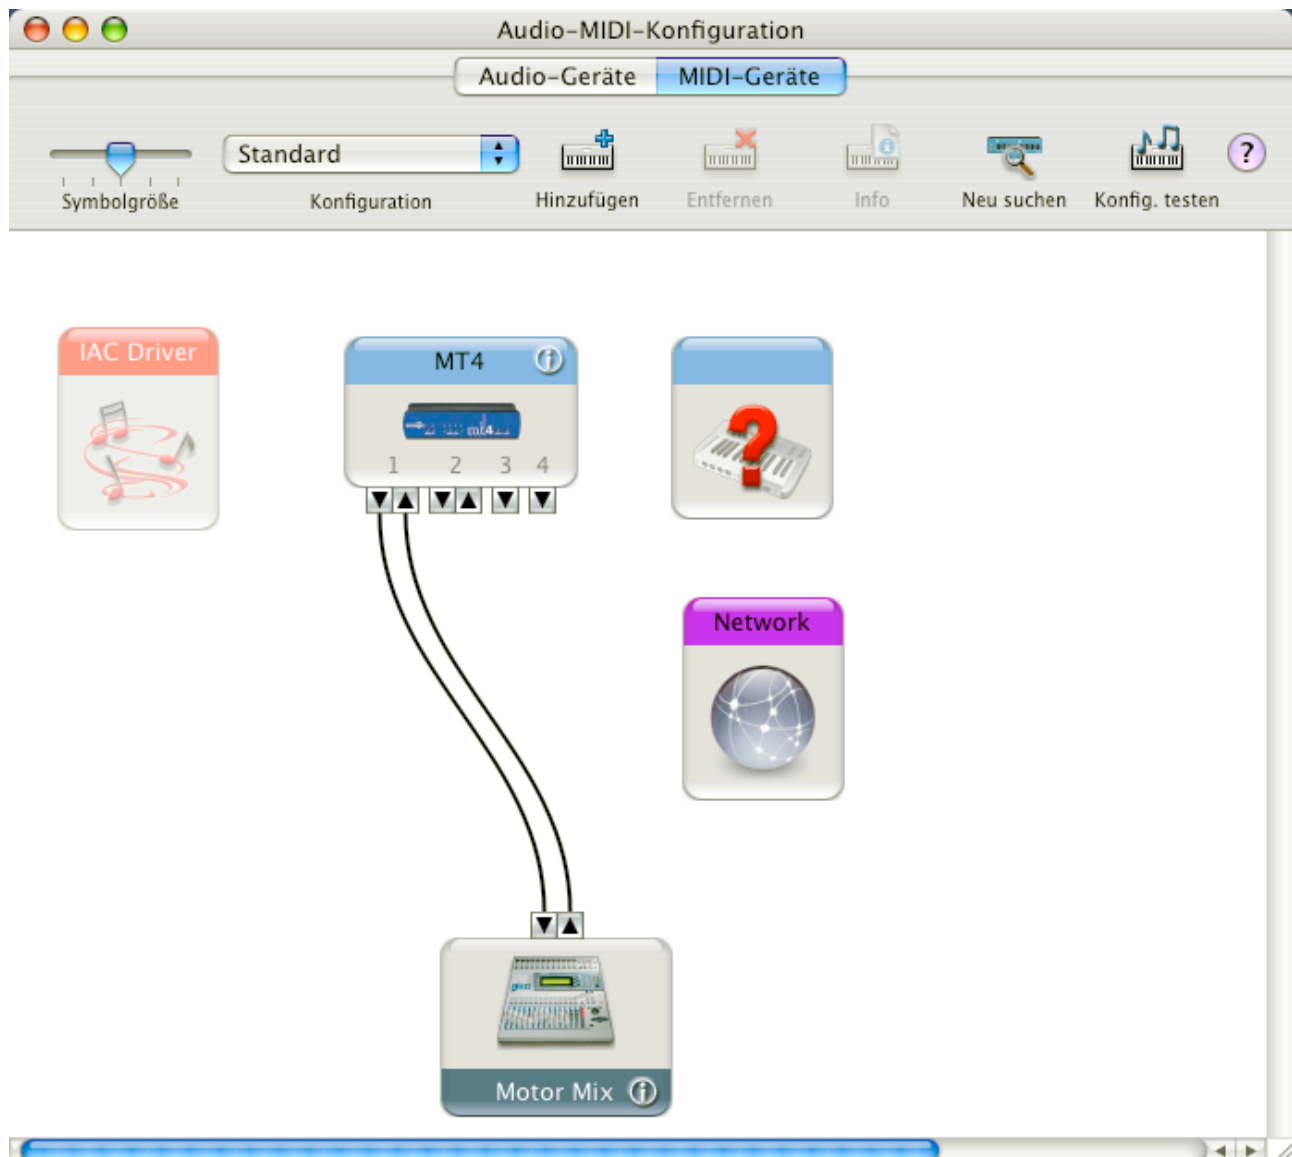 Audio-MIDI-Konfiguration
Audio-Geräte MIDI-Geräte
Standard
?
Symbolgröße Konfiguration Hinzufügen Entfernen Info Neu suchen Konfig. testen
IAC Driver
MT4
mt4
1 2 3 4
?
Network
Motor Mix